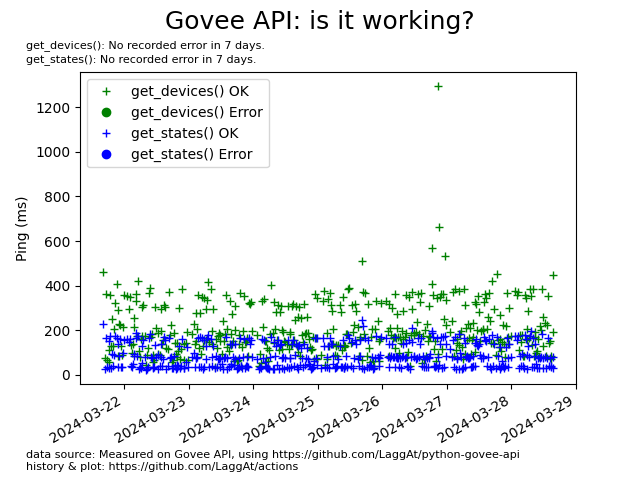 Govee API: is it working?
get_devices(): No recorded error in 7 days.
get_states(): No recorded error in 7 days.
get_devices() OK
get_devices() Error
get_states() OK
get_states() Error
Ping (ms)
1200
1000
800
600
400
200
0
2024-03-22
2024-03-23
2024-03-24
2024-03-25
2024-03-26
2024-03-27
2024-03-28
2024-03-29
data source: Measured on Govee API, using https://github.com/LaggAt/python-govee-api
history & plot: https://github.com/LaggAt/actions